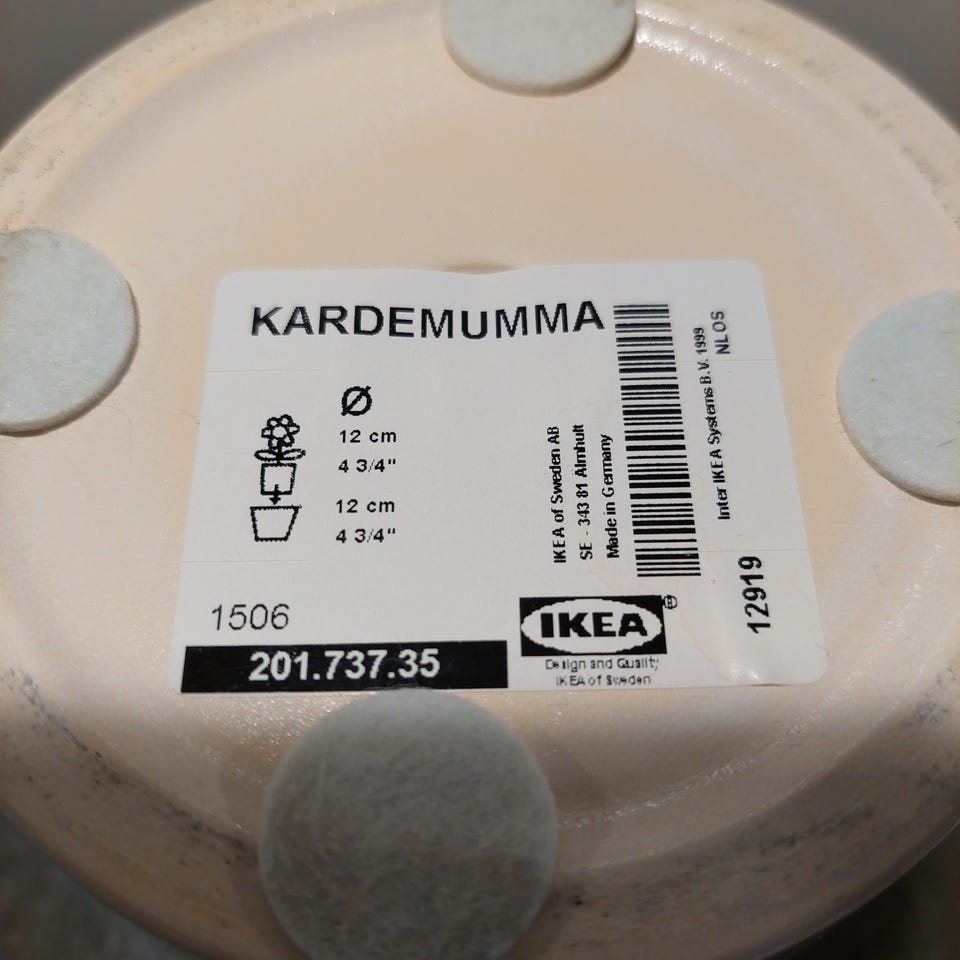 KARDEMUMMA
Ø
12 cm
4 3/4"
12 cm
4 3/4"
1506
201.737.35
IKEA of Sweden AB
SE - 343 81 Älmhult
Made in Germany
Inter IKEA Systems B.V. 1999
NLOS
12919
IKEA®
Design and Quality
IKEA of Sweden